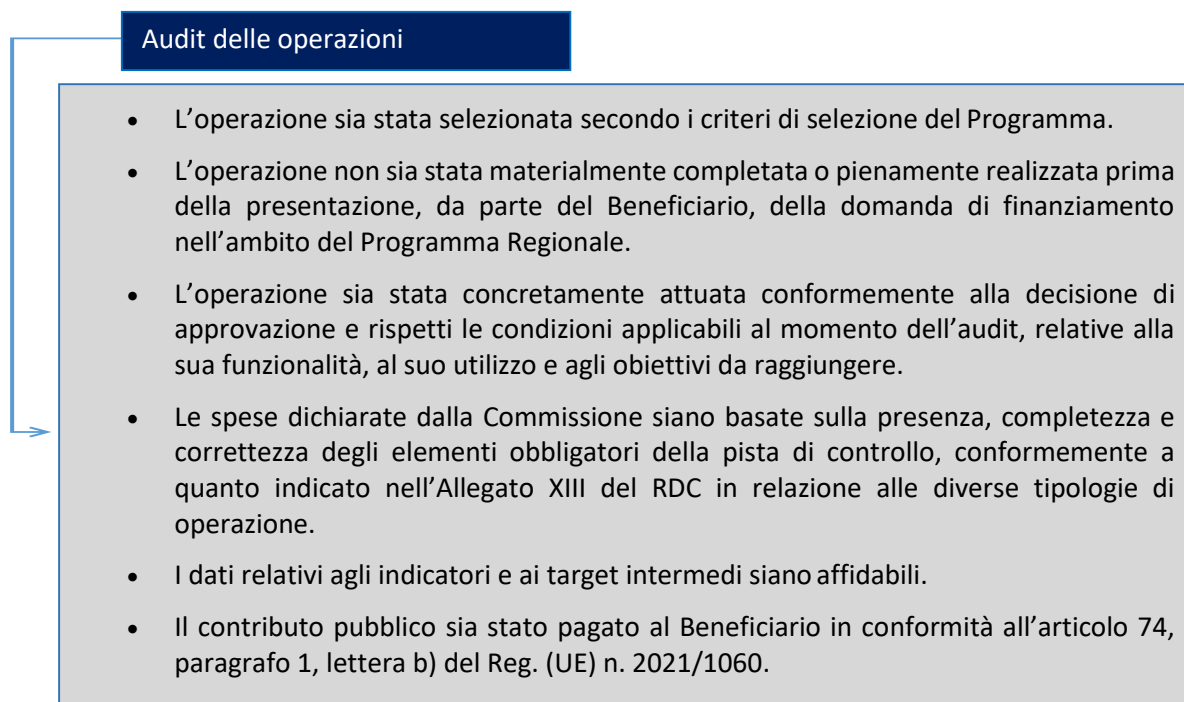 Audit delle operazioni
• L’operazione sia stata selezionata secondo i criteri di selezione del Programma.
• L’operazione non sia stata materialmente completata o pienamente realizzata prima
della presentazione, da parte del Beneficiario, della domanda di finanziamento
nell’ambito del Programma Regionale.
• L’operazione sia stata concretamente attuata conformemente alla decisione di
approvazione e rispetti le condizioni applicabili al momento dell’audit, relative alla
sua funzionalità, al suo utilizzo e agli obiettivi da raggiungere.
• Le spese dichiarate dalla Commissione siano basate sulla presenza, completezza e
correttezza degli elementi obbligatori della pista di controllo, conformemente a
quanto indicato nell’Allegato XIII del RDC in relazione alle diverse tipologie di
operazione.
• I dati relativi agli indicatori e ai target intermedi siano affidabili.
• Il contributo pubblico sia stato pagato al Beneficiario in conformità all’articolo 74,
paragrafo 1, lettera b) del Reg. (UE) n. 2021/1060.